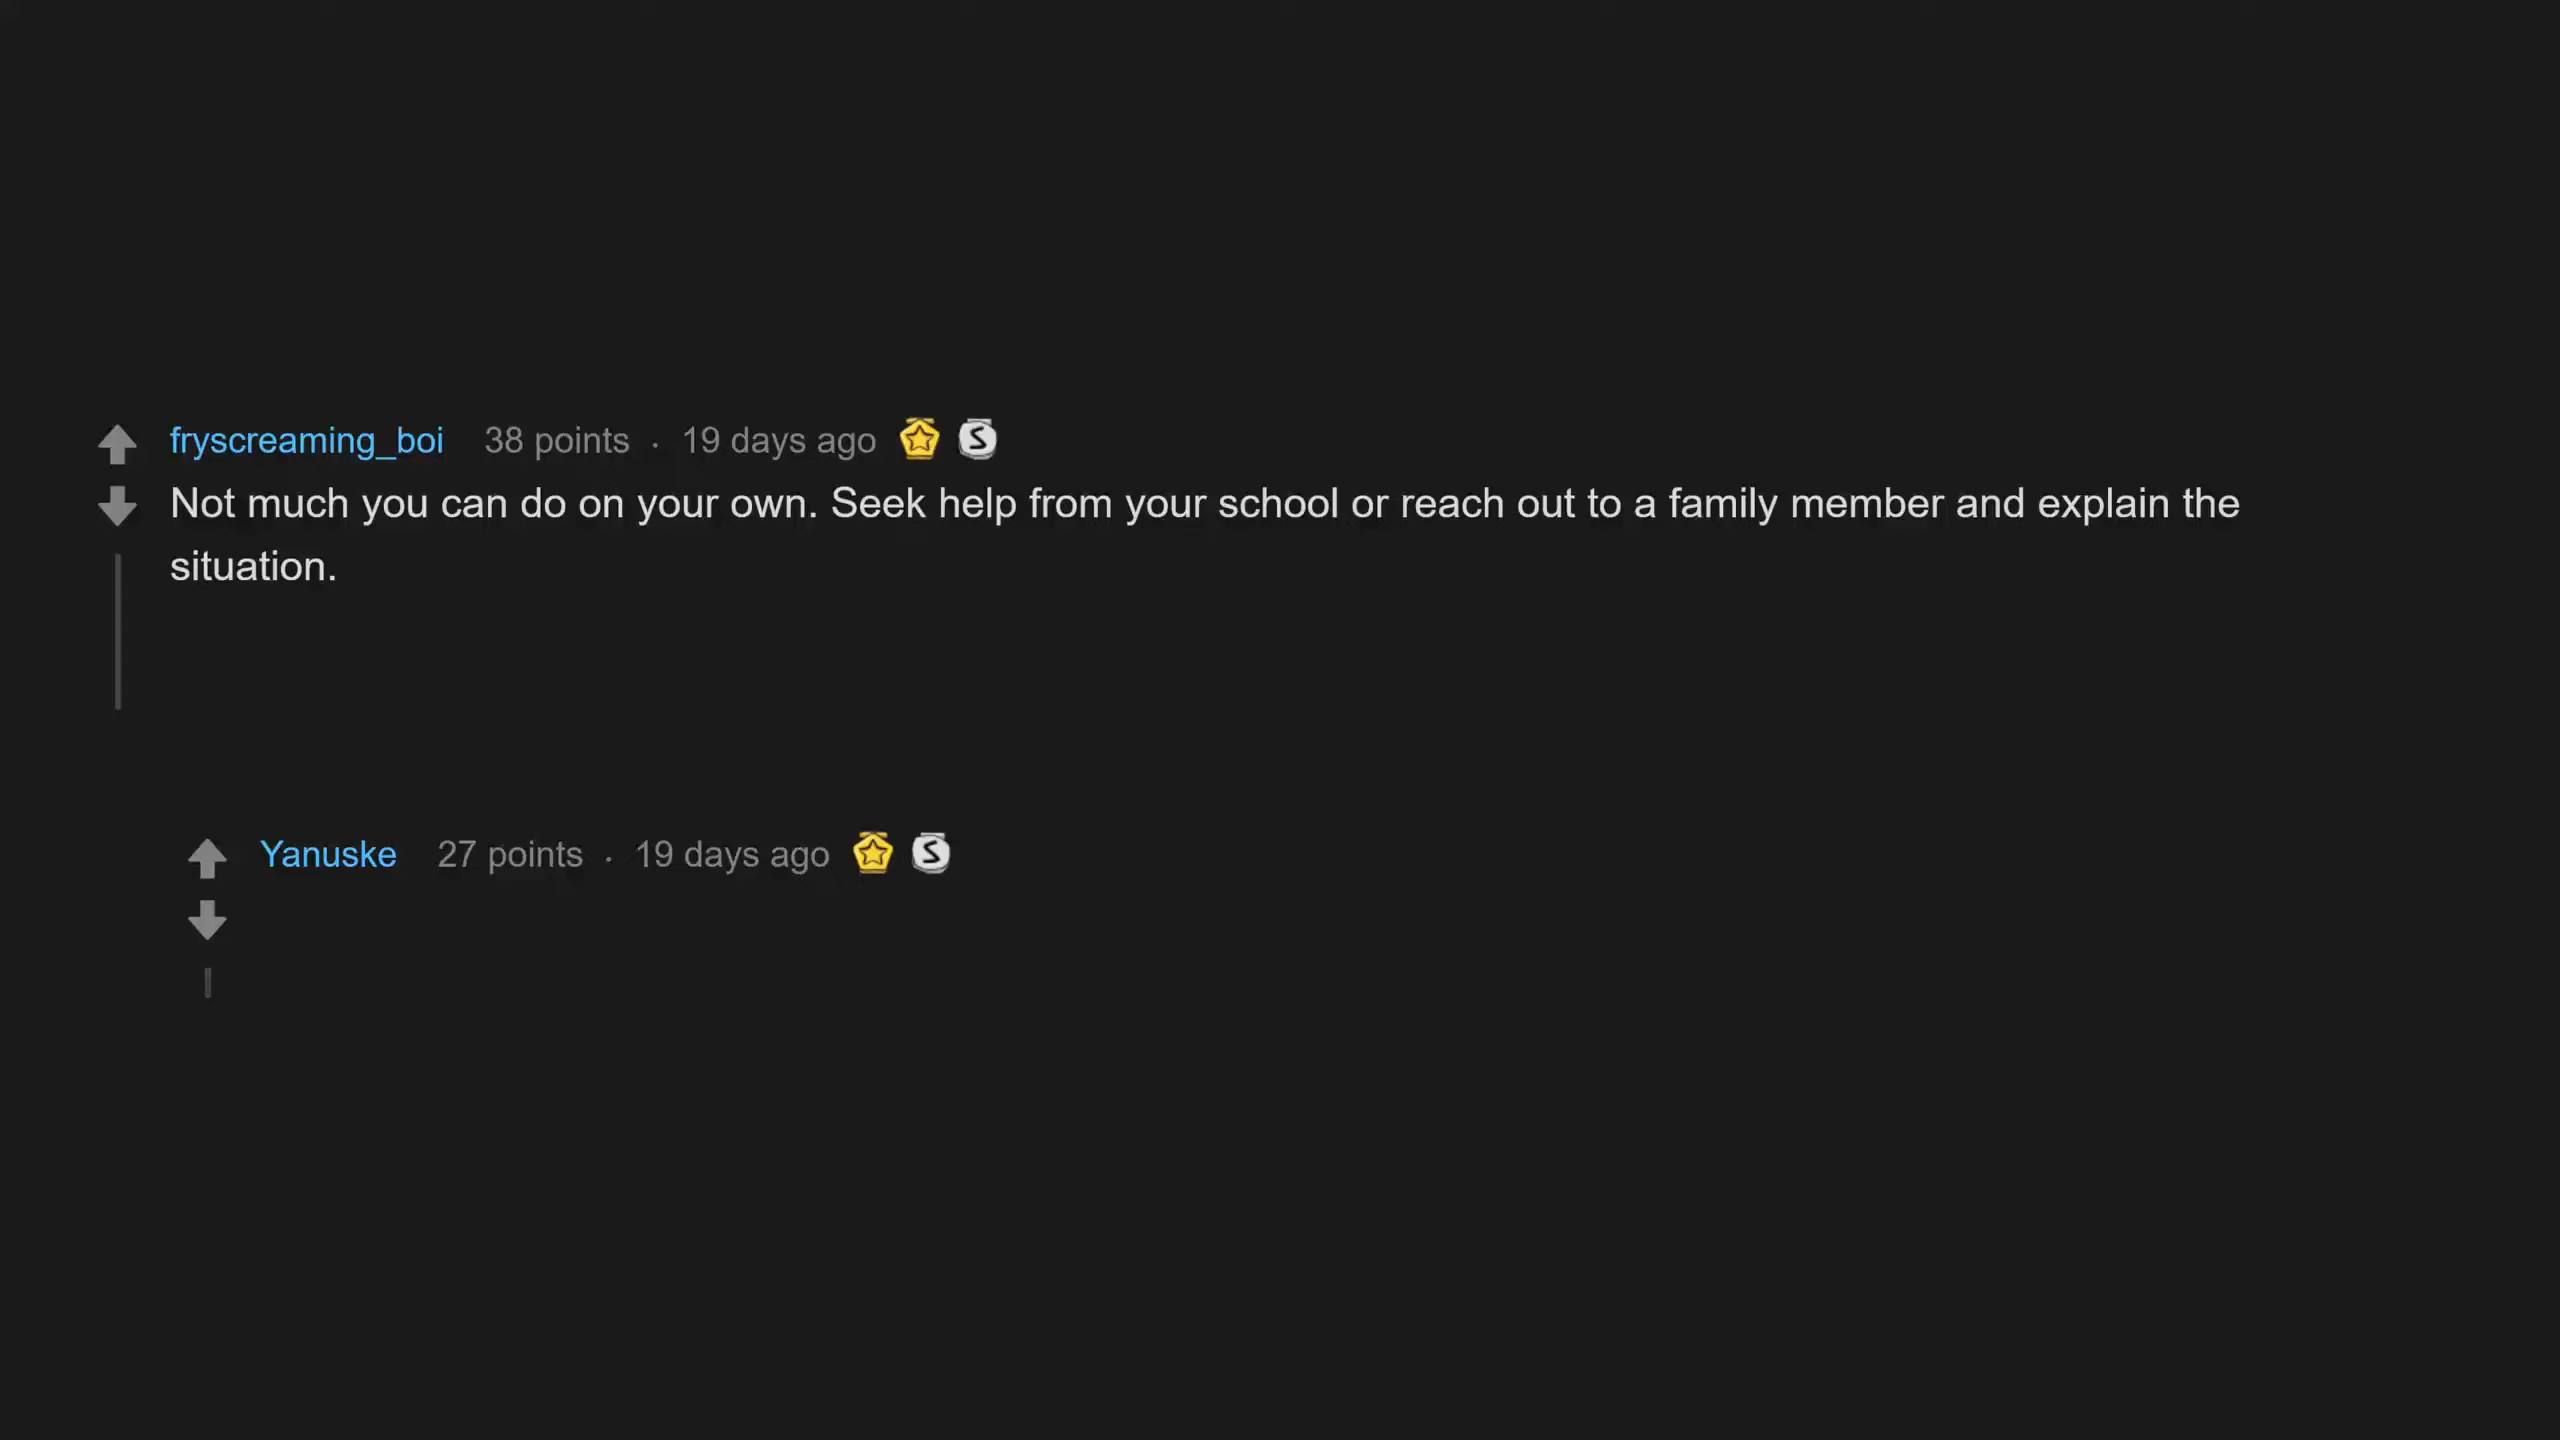 fryscreaming_boi 38 points · 19 days ago
Not much you can do on your own. Seek help from your school or reach out to a family member and explain the
situation.
Yanuske 27 points · 19 days ago